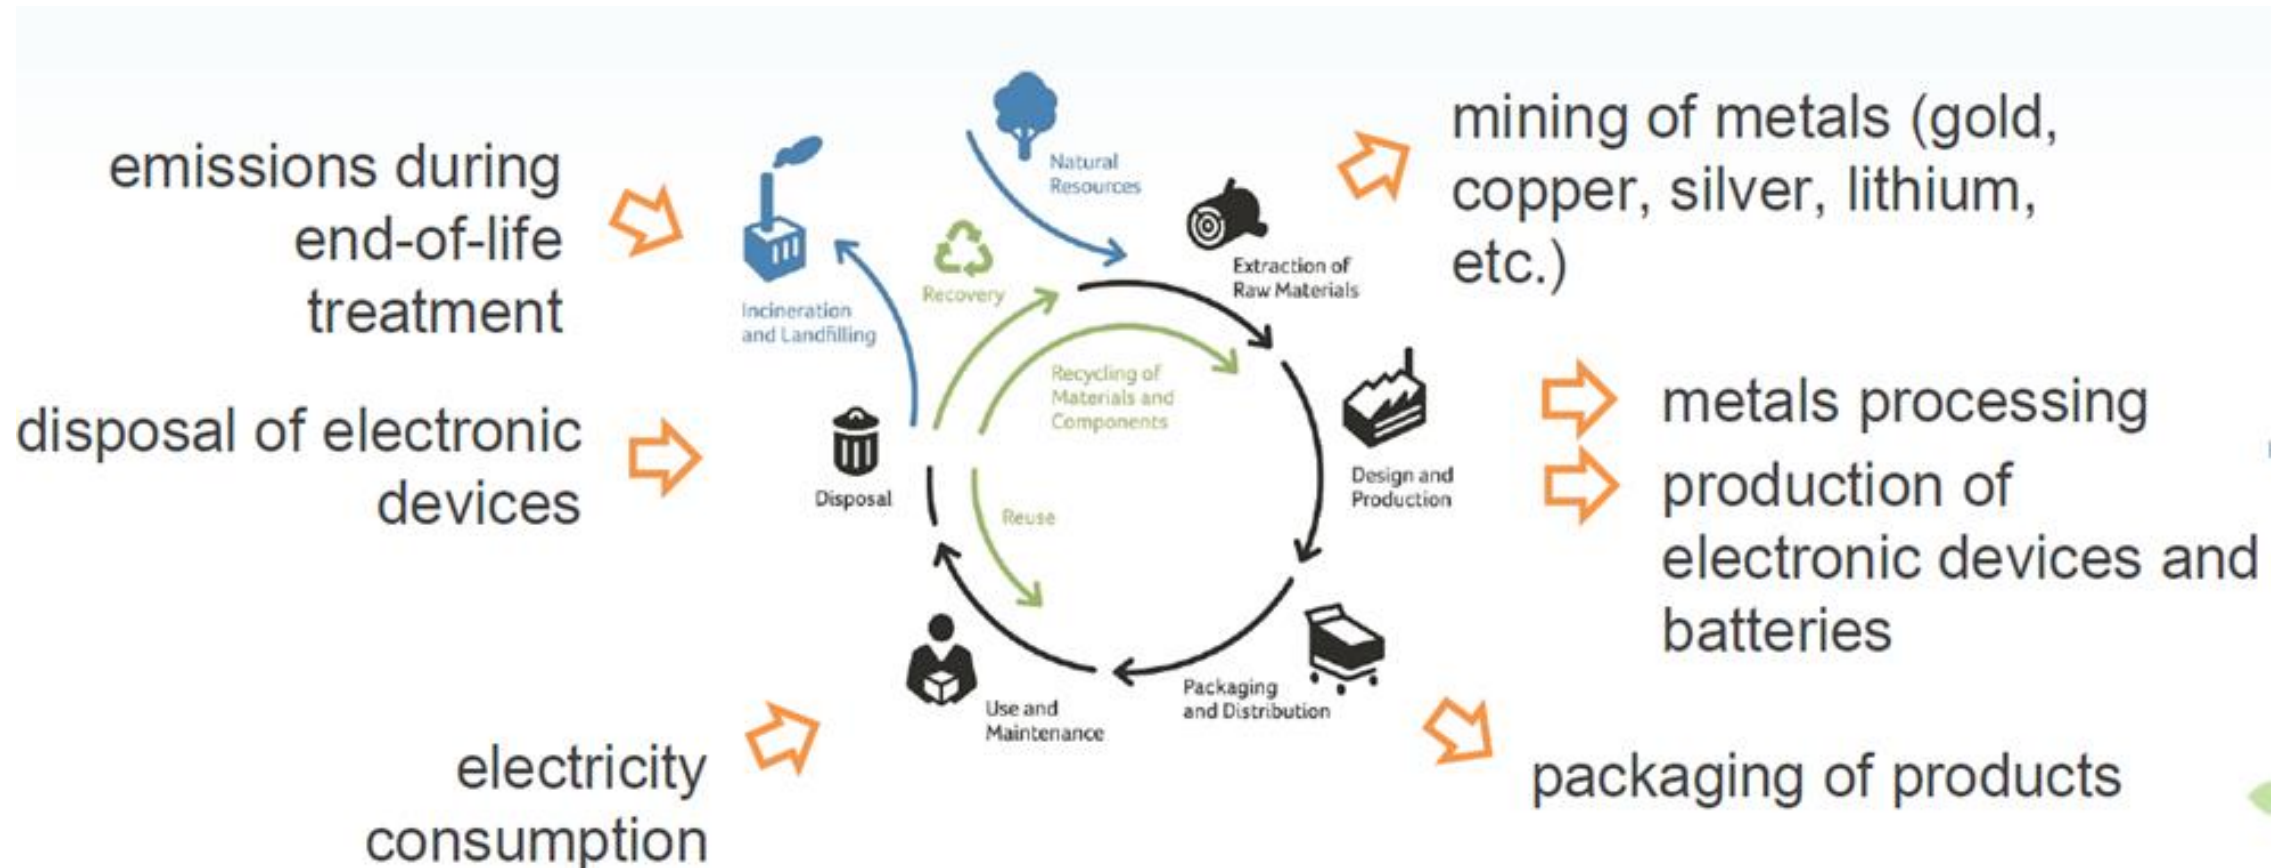 emissions during
end-of-life
treatment
disposal of electronic
devices
electricity
consumption
Natural
Resources
Extraction of
Raw Materials
Recovery
Incineration
and Landfilling
Recycling of
Materials and
Components
Design and
Production
Disposal
Reuse
Packaging
and Distribution
Use and
Maintenance
mining of metals (gold,
copper, silver, lithium,
etc.)
metals processing
production of
electronic devices and
batteries
packaging of products